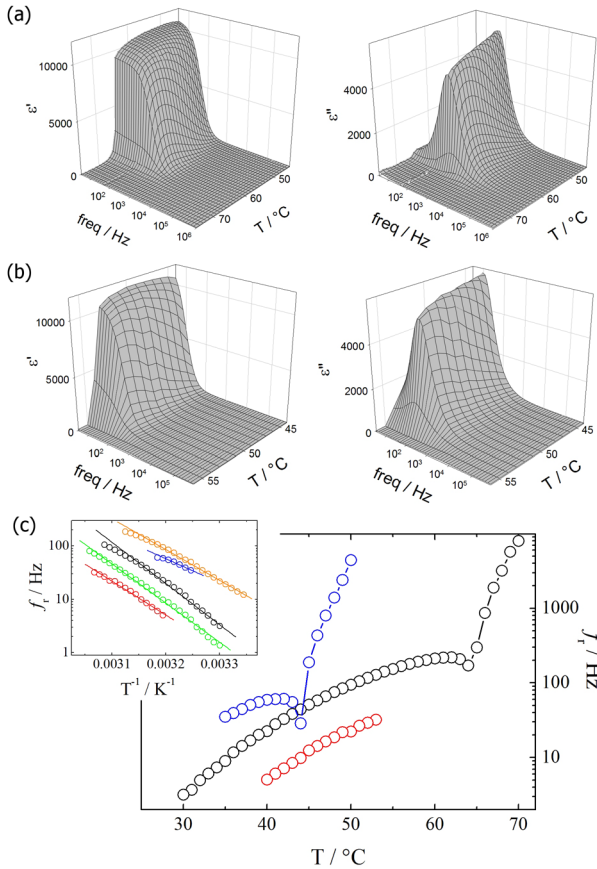 (a)
10000
5000
0
ε'
10²
10³
10⁴
10⁵
10⁶
freq / Hz
50
60
70
T / °C
4000
2000
0
ε''
10²
10³
10⁴
10⁵
10⁶
freq / Hz
50
60
70
T / °C
(b)
10000
5000
0
ε'
10²
10³
10⁴
10⁵
freq / Hz
45
50
55
T / °C
4000
2000
0
ε''
10²
10³
10⁴
10⁵
freq / Hz
45
50
55
T / °C
(c)
100
10
1
fᵣ / Hz
0.0031 0.0032 0.0033
T⁻¹ / K⁻¹
1000
100
10
fᵣ / Hz
30 40 50 60 70
T / °C